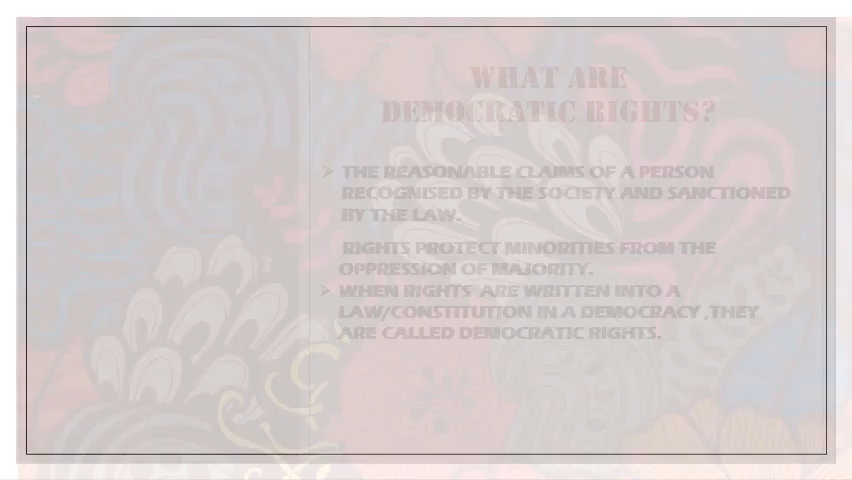 WHAT ARE
DEMOCRATIC RIGHTS?
➢ THE REASONABLE CLAIMS OF A PERSON
RECOGNISED BY THE SOCIETY AND SANCTIONED
BY THE LAW.
RIGHTS PROTECT MINORITIES FROM THE
OPPRESSION OF MAJORITY.
➢ WHEN RIGHTS ARE WRITTEN INTO A
LAW/CONSTITUTION IN A DEMOCRACY ,THEY
ARE CALLED DEMOCRATIC RIGHTS.